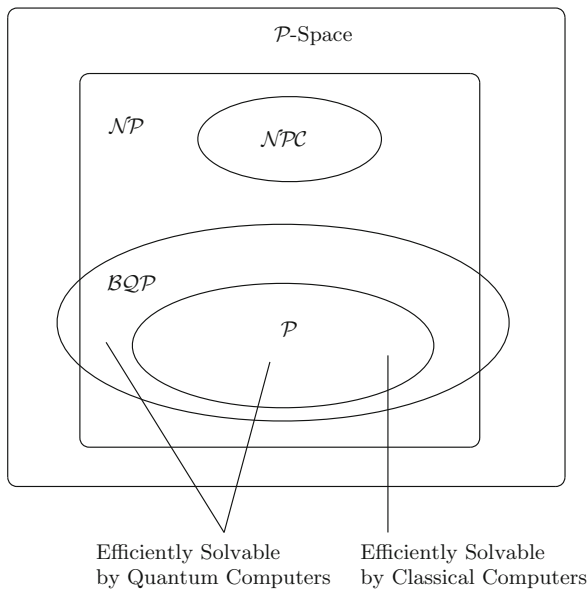 𝒫-Space
𝒩𝒫
𝒩𝒫𝒞
ℬ𝒬𝒫
𝒫
Efficiently Solvable
by Quantum Computers
Efficiently Solvable
by Classical Computers